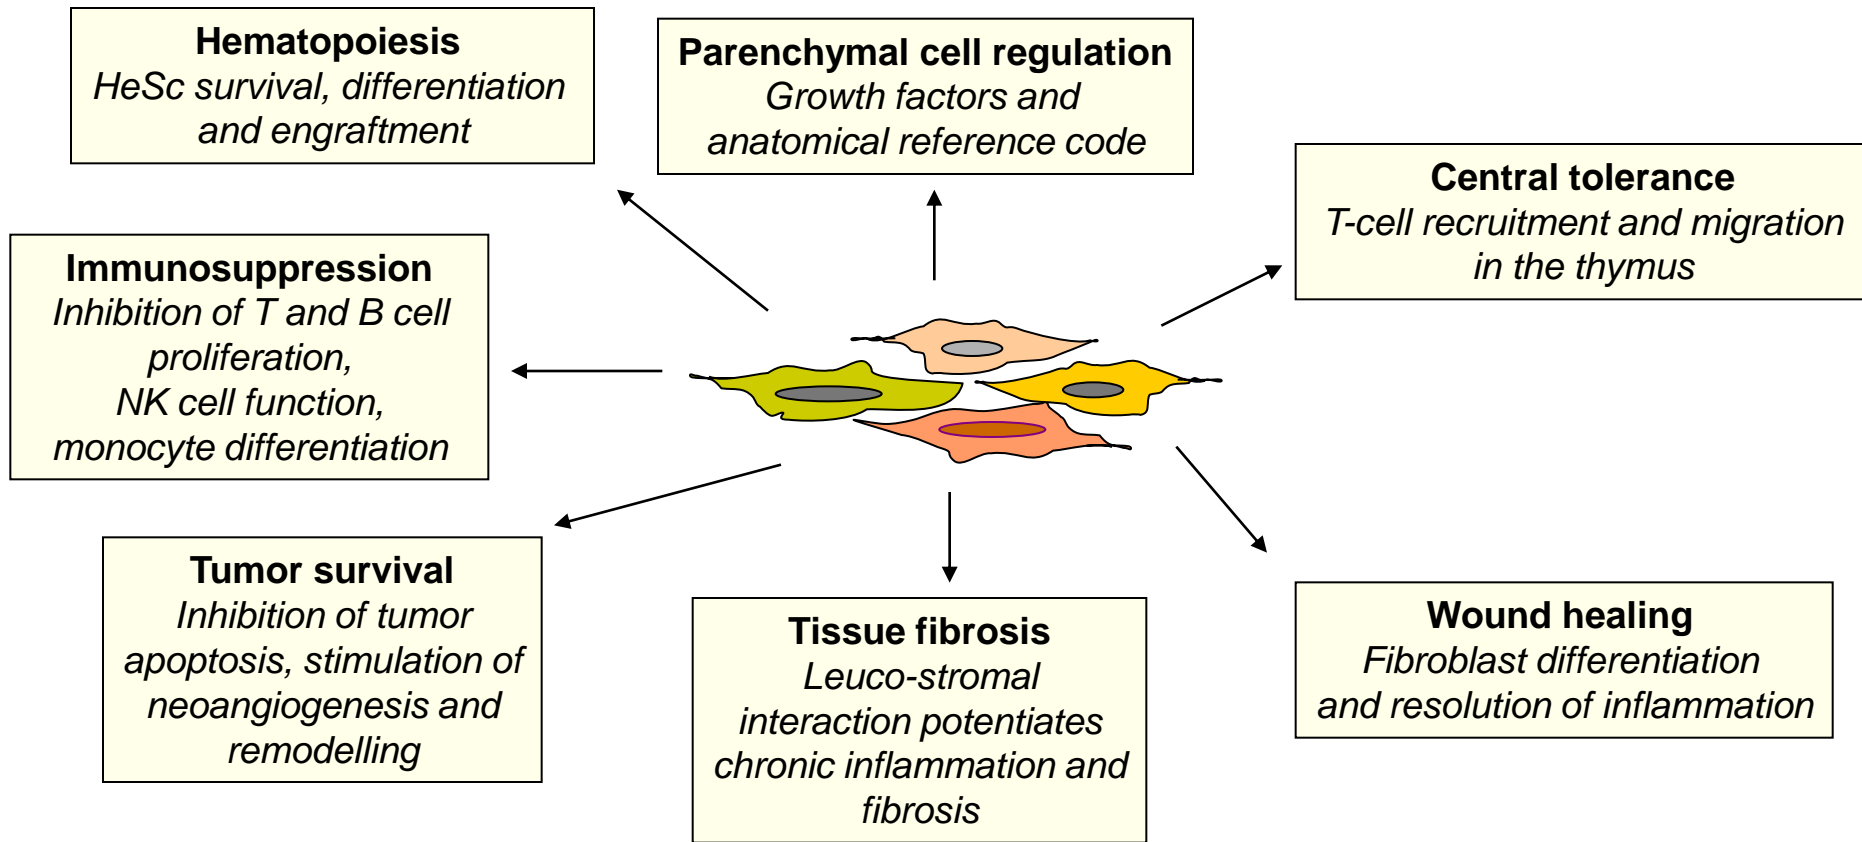 Hematopoiesis
HeSc survival, differentiation
and engraftment
Parenchymal cell regulation
Growth factors and
anatomical reference code
Central tolerance
T-cell recruitment and migration
in the thymus
Immunosuppression
Inhibition of T and B cell
proliferation,
NK cell function,
monocyte differentiation
Tumor survival
Inhibition of tumor
apoptosis, stimulation of
neoangiogenesis and
remodelling
Tissue fibrosis
Leuco-stromal
interaction potentiates
chronic inflammation and
fibrosis
Wound healing
Fibroblast differentiation
and resolution of inflammation